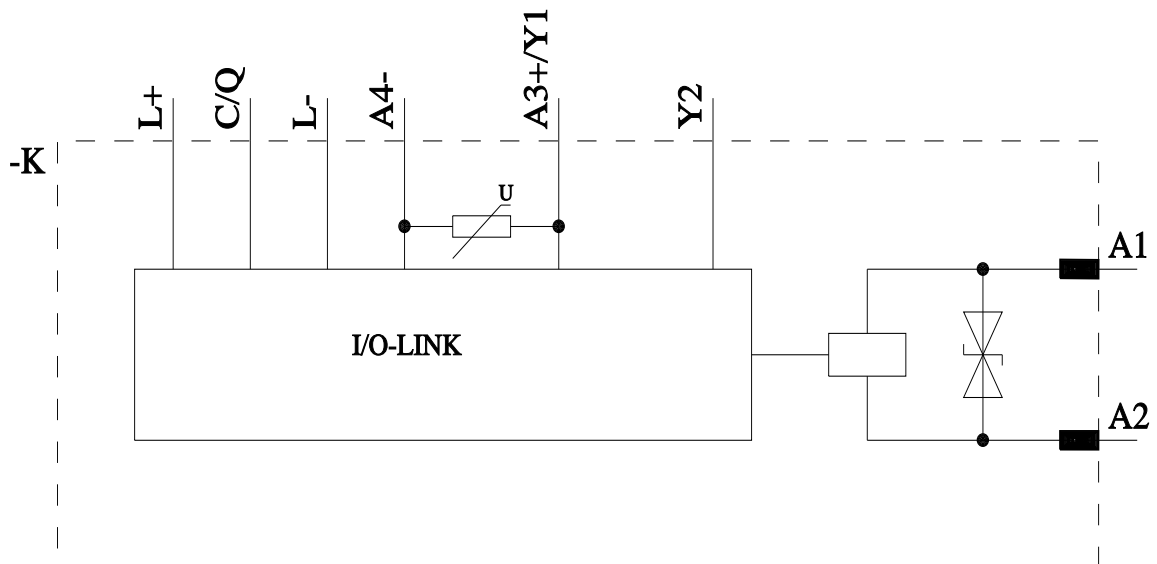 L+
C/Q
L-
A4-
A3+/Y1
Y2
-K
U
A1
I/O-LINK
A2